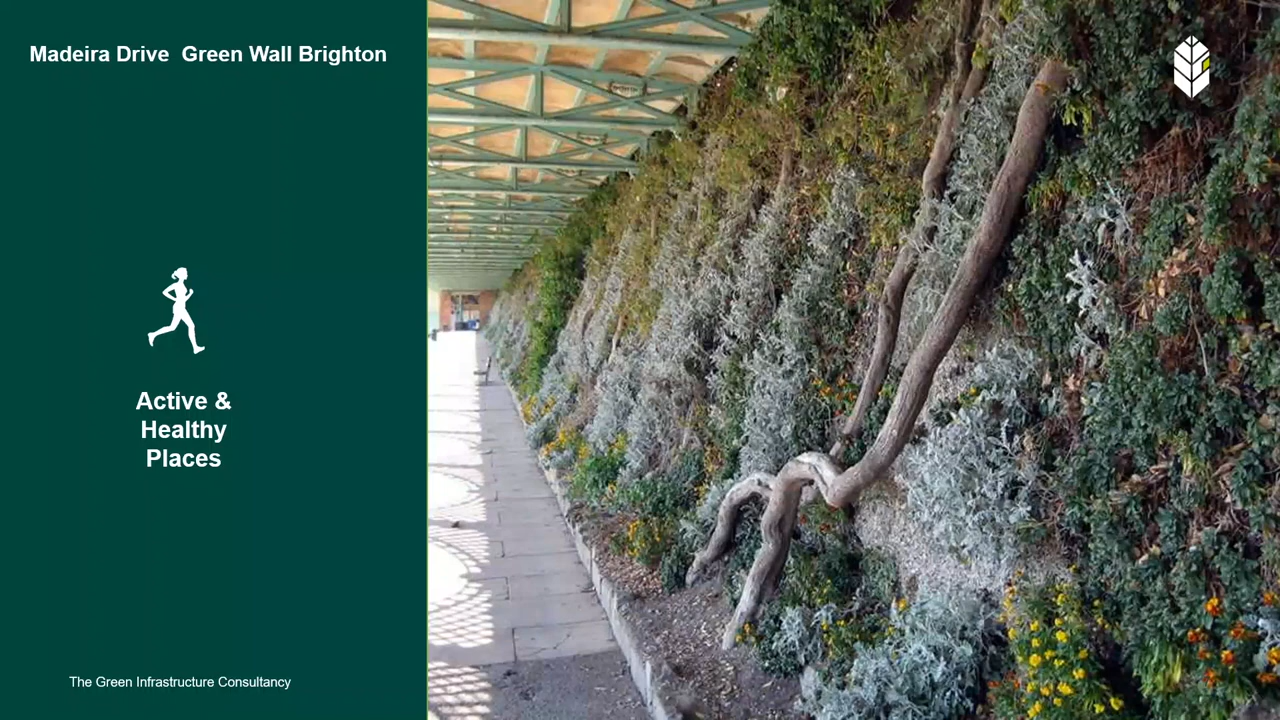 Madeira Drive  Green Wall Brighton
Active &
Healthy
Places
The Green Infrastructure Consultancy